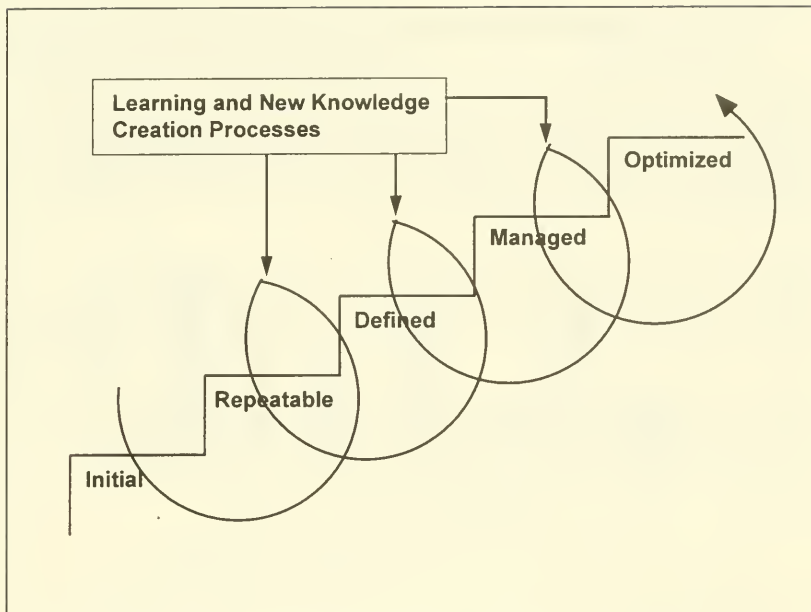 Learning and New Knowledge
Creation Processes
Optimized
Managed
Defined
Repeatable
Initial